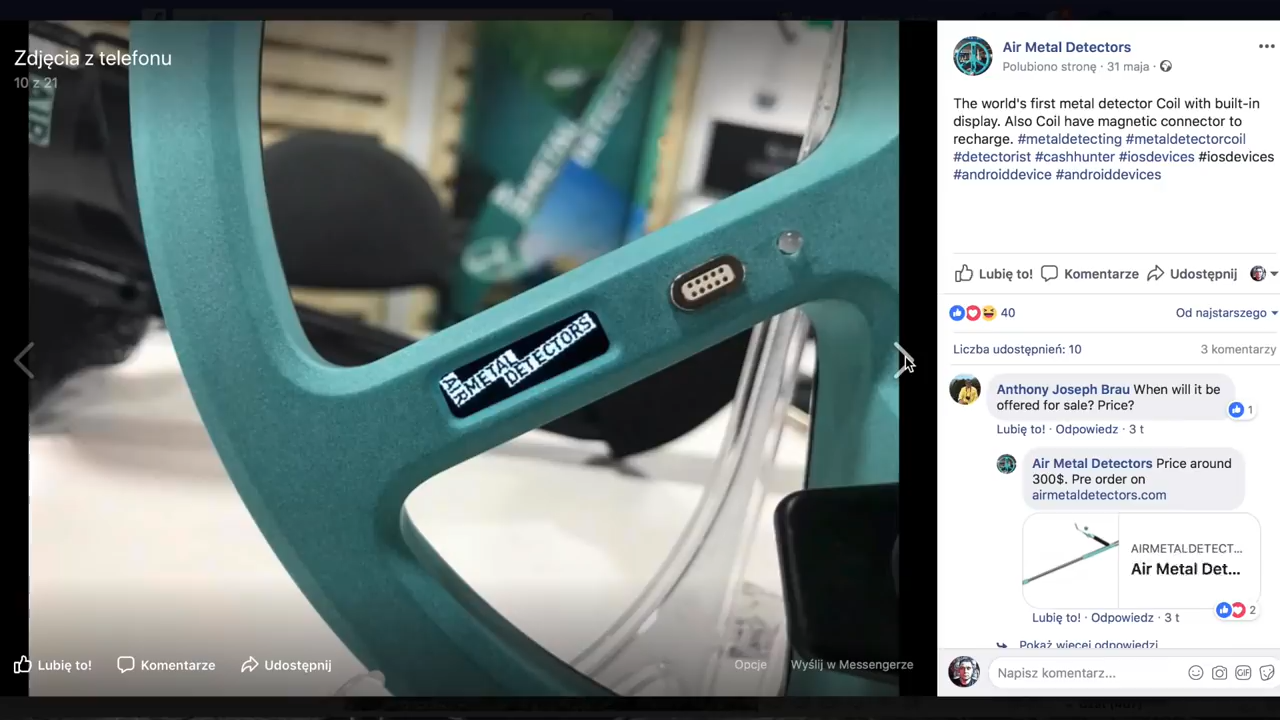 Zdjęcia z telefonu
10 z 21
AIR
METAL
DETECTORS
AIR
METAL
DETECTORS
Lubię to!
Komentarze
Udostępnij
Opcje
Wyślij w Messengerze
Air Metal Detectors
Polubiono stronę · 31 maja ·
The world's first metal detector Coil with built-in
display. Also Coil have magnetic connector to
recharge. #metaldetecting #metaldetectorcoil
#detectorist #cashhunter #iosdevices #iosdevices
#androiddevice #androiddevices
Lubię to! Komentarze Udostępnij
40
Od najstarszego
Liczba udostępnień: 10
3 komentarzy
Anthony Joseph Brau When will it be
offered for sale? Price?
1
Lubię to! · Odpowiedz · 3 t
Air Metal Detectors Price around
300$. Pre order on
airmetaldetectors.com
AIRMETALDETECT...
Air Metal Det...
2
Lubię to! · Odpowiedz · 3 t
Pokaż więcej odpowiedzi
Napisz komentarz...
GIF